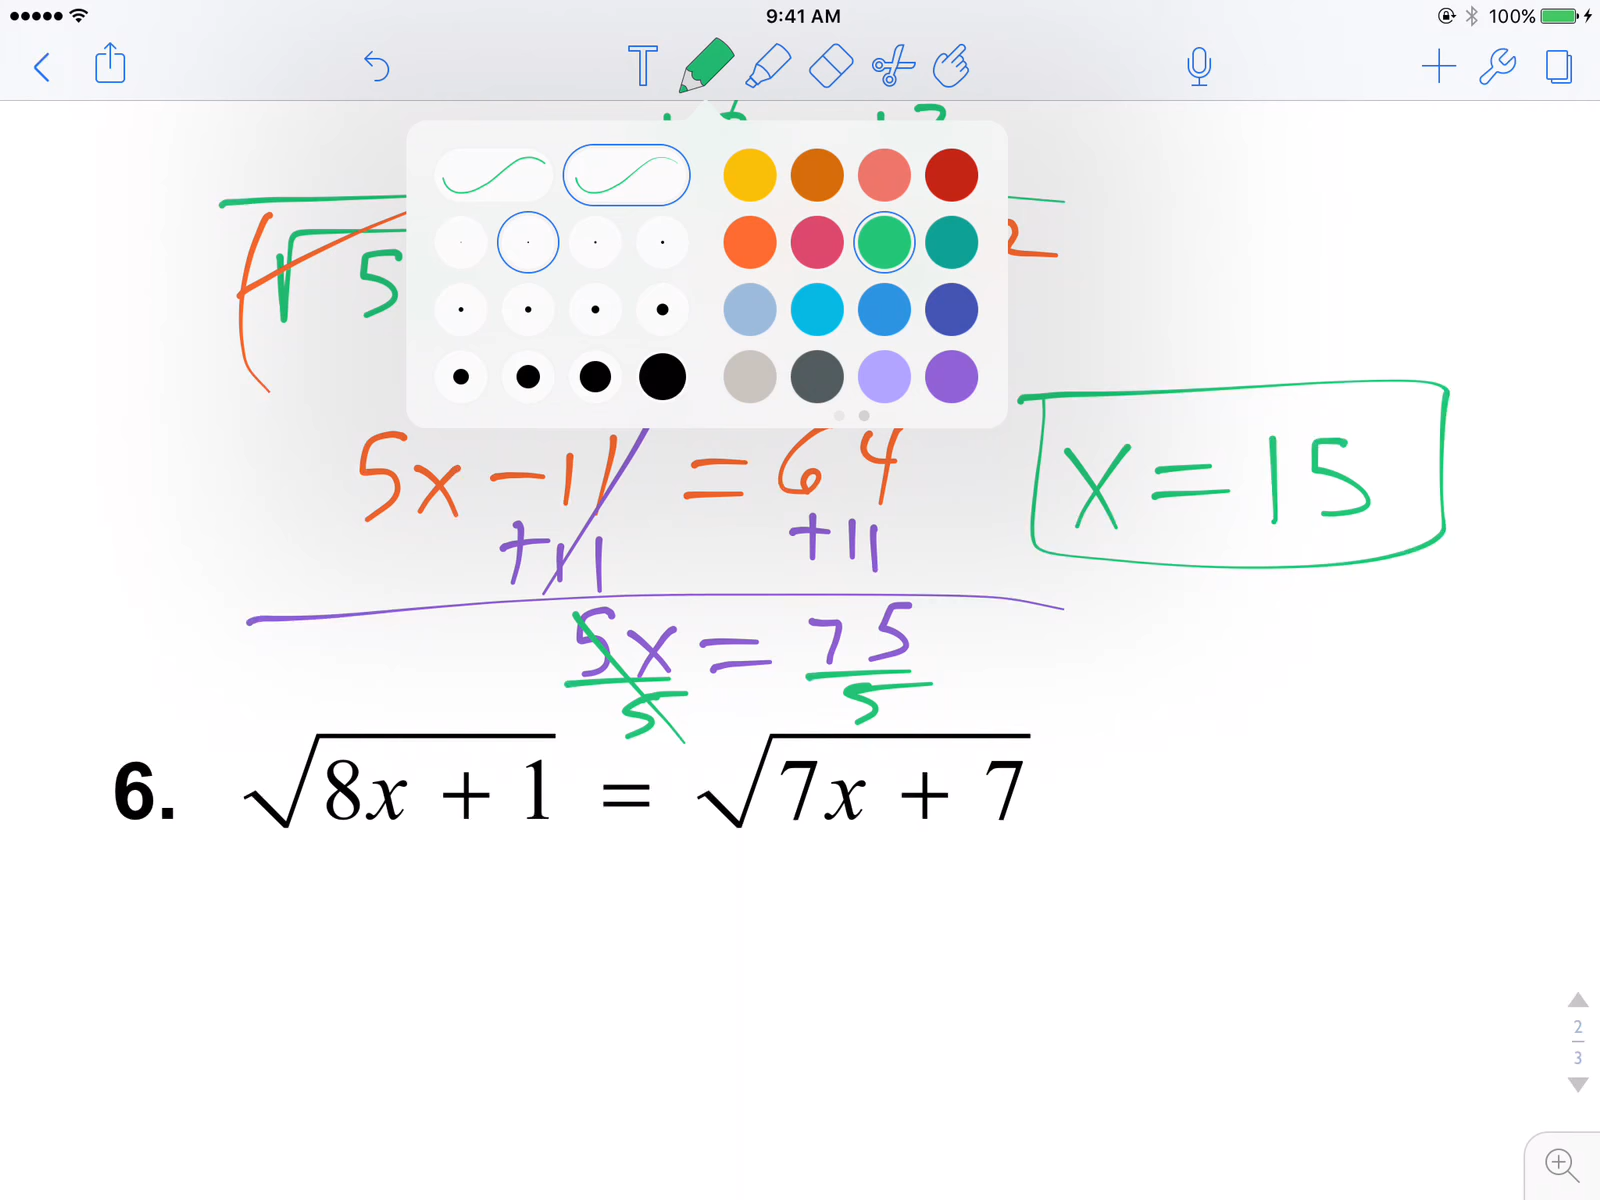 9:41 AM 100%
T
√5
5x - 11 = 64
x = 15
+11 +11
5x = 75
5 5
6. √8x + 1 = √7x + 7
2
3